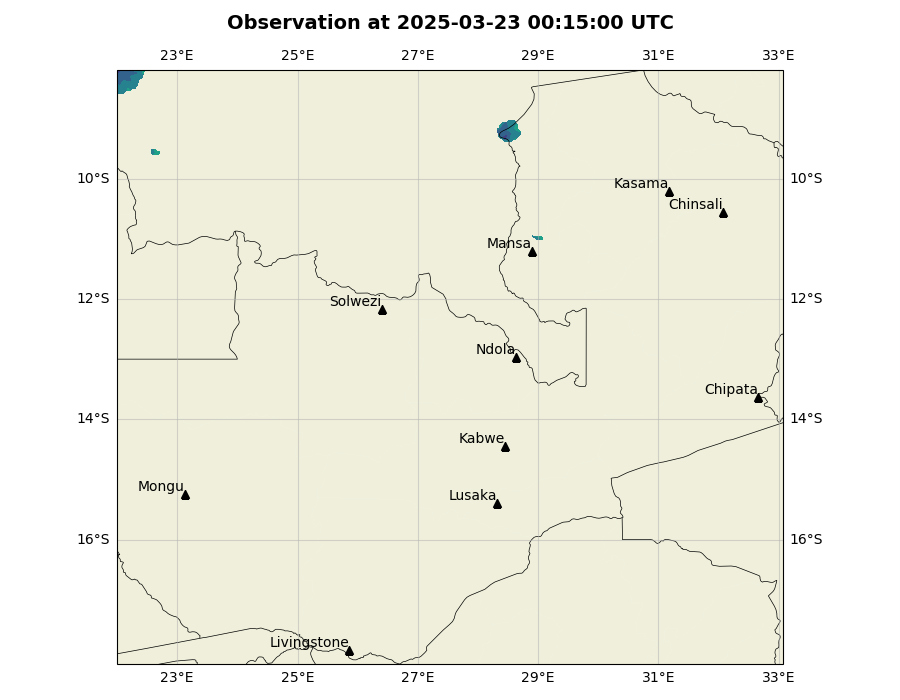 Observation at 2025-03-23 00:15:00 UTC
23°E 25°E 27°E 29°E 31°E 33°E
10°S 10°S
Kasama
Chinsali
Mansa
12°S 12°S
Solwezi
Ndola
Chipata
14°S 14°S
Kabwe
Mongu
Lusaka
16°S 16°S
Livingstone
23°E 25°E 27°E 29°E 31°E 33°E